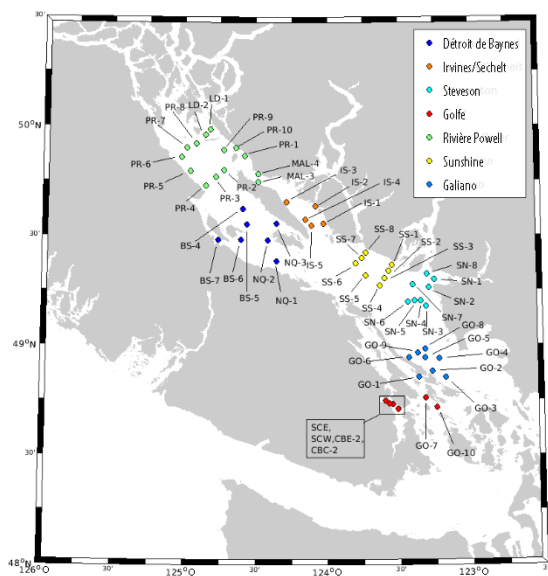 30'
Détroit de Baynes
Irvines/Sechelt
Steveson
Golfe
Rivière Powell
Sunshine
Galiano
50°N
30'
49°N
30'
48°N
126°O
30'
125°O
30'
124°O
30'
123°O
30'
LD-1
LD-2
PR-8
PR-9
PR-7
PR-10
PR-1
PR-6
MAL-4
IS-3
PR-5
MAL-3
IS-4
IS-2
PR-2
PR-3
PR-4
IS-1
NQ-3
SS-8
SS-1
SS-7
SS-2
BS-4
SS-3
IS-5
SN-8
BS-7
BS-6
NQ-2
SS-6
SN-1
BS-5
NQ-1
SS-5
SS-4
SN-2
SN-7
SN-6
SN-4
GO-8
SN-5
SN-3
GO-9
GO-5
GO-6
GO-4
GO-2
GO-1
GO-3
SCE,
SCW,CBE-2,
CBC-2
GO-7
GO-10